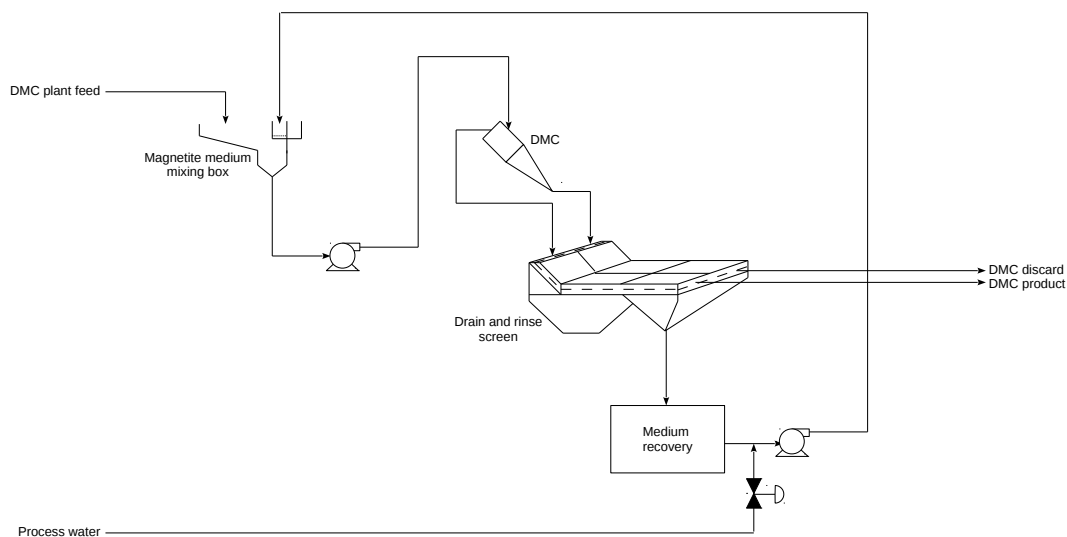 DMC plant feed
Magnetite medium
mixing box
DMC
DMC discard
DMC product
Drain and rinse
screen
Medium
recovery
Process water